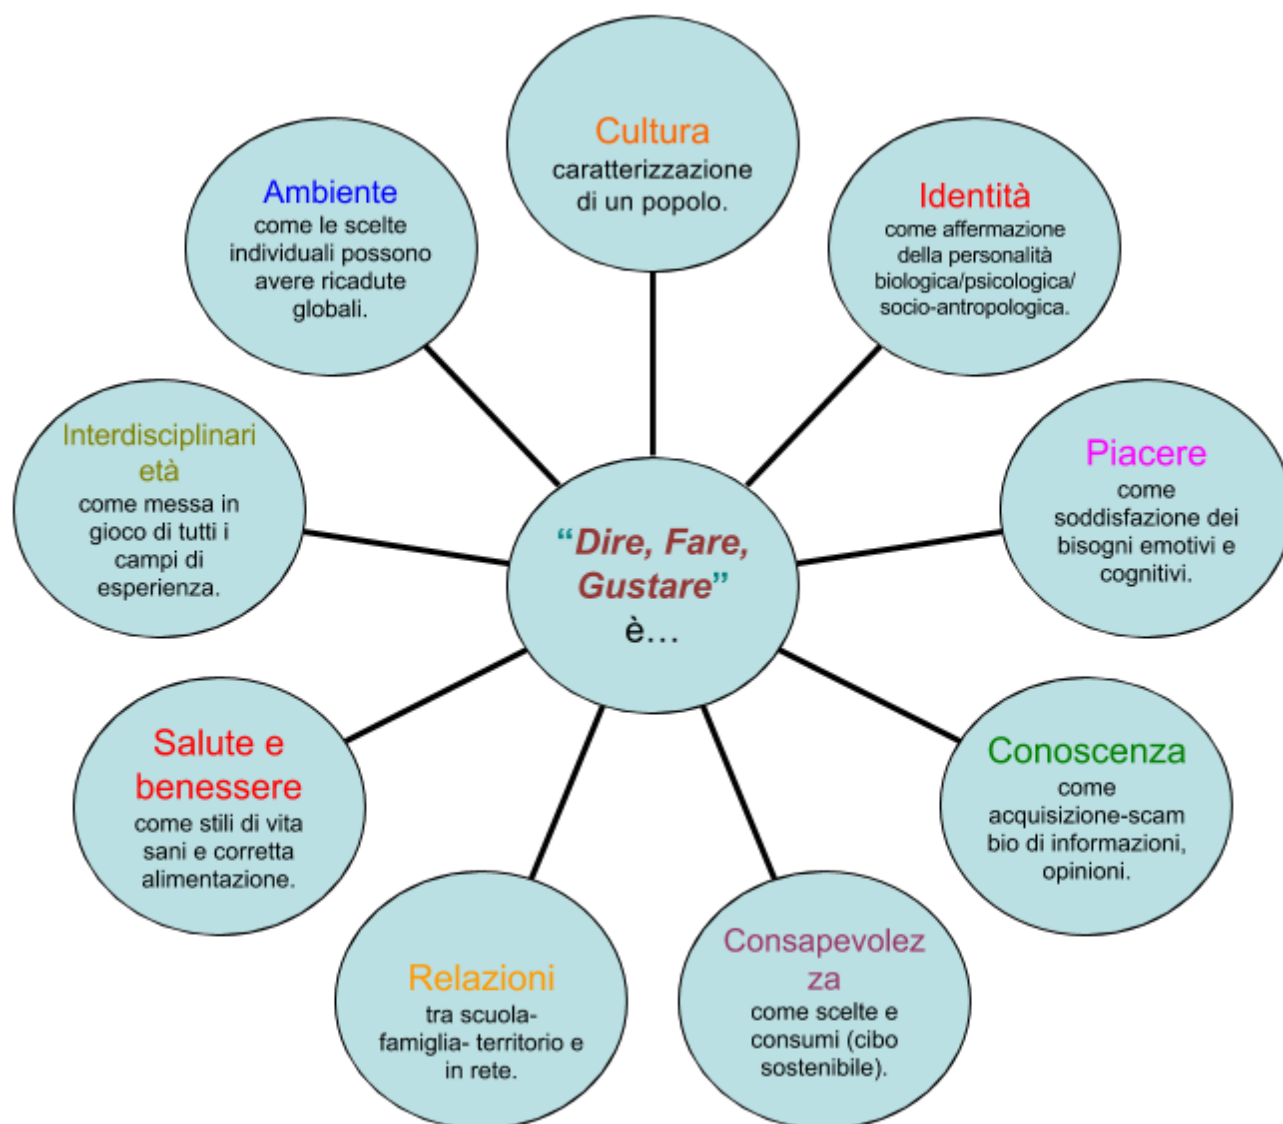 Cultura
caratterizzazione
di un popolo.
Identità
come affermazione
della personalità
biologica/psicologica/
socio-antropologica.
Piacere
come
soddisfazione dei
bisogni emotivi e
cognitivi.
Conoscenza
come
acquisizione-scam
bio di informazioni,
opinioni.
Consapevolez
za
come scelte e
consumi (cibo
sostenibile).
Relazioni
tra scuola-
famiglia- territorio e
in rete.
Salute e
benessere
come stili di vita
sani e corretta
alimentazione.
Interdisciplinari
età
come messa in
gioco di tutti i
campi di
esperienza.
Ambiente
come le scelte
individuali possono
avere ricadute
globali.
“Dire, Fare,
Gustare”
è…